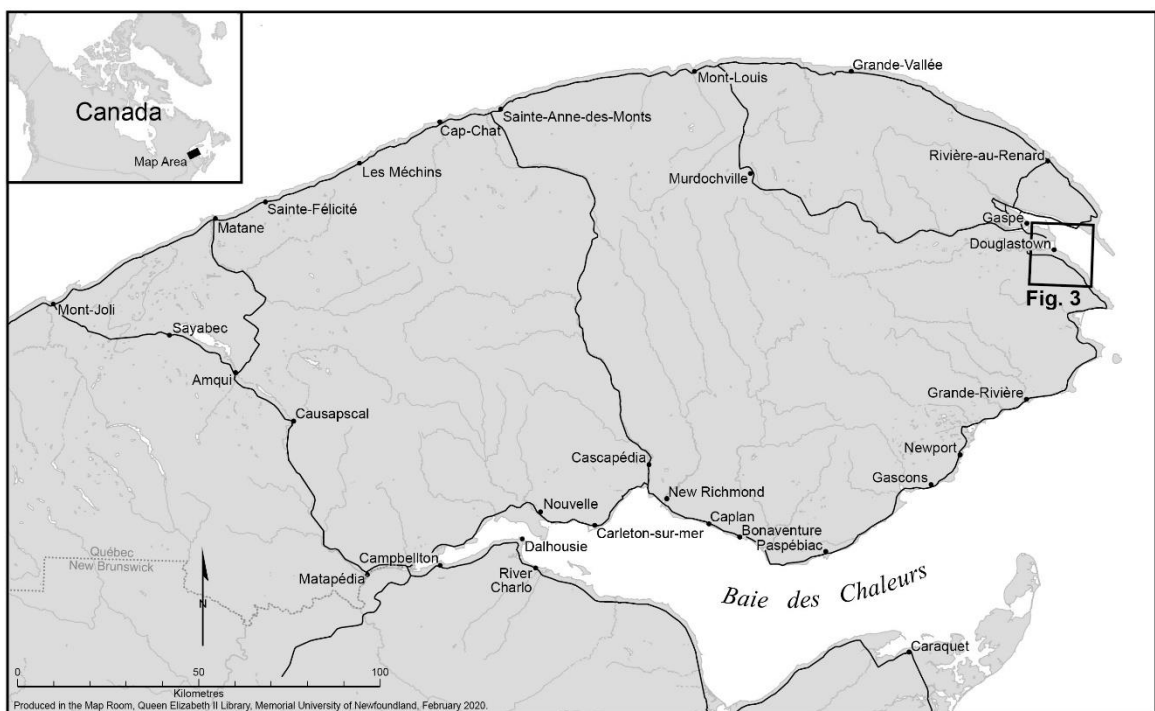 Canada
Map Area
Mont-Louis
Grande-Vallée
Sainte-Anne-des-Monts
Cap-Chat
Rivière-au-Renard
Les Méchins
Murdochville
Sainte-Félicité
Matane
Gaspé
Douglastown
Fig. 3
Mont-Joli
Sayabec
Amqui
Grande-Rivière
Causapscal
Newport
Cascapédia
Gascons
New Richmond
Nouvelle
Caplan
Carleton-sur-mer
Bonaventure
Dalhousie
Paspébiac
Campbellton
Québec
New Brunswick
Matapédia
River
Charlo
Baie des Chaleurs
N
Caraquet
0 50 100
Kilometres
Produced in the Map Room, Queen Elizabeth II Library, Memorial University of Newfoundland, February 2020.